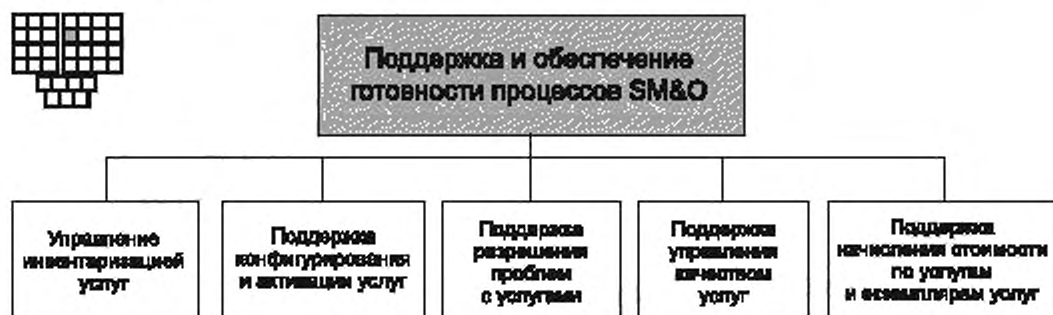 Поддержка и обеспечение
готовности процессов SM&O
Управление
инвентаризацией
услуг
Поддержка
конфигурирования
и активации услуг
Поддержка
разрешения
проблем
с услугами
Поддержка
управления
качеством
услуг
Поддержка
начисления стоимости
по услугам
и экземплярам услуг